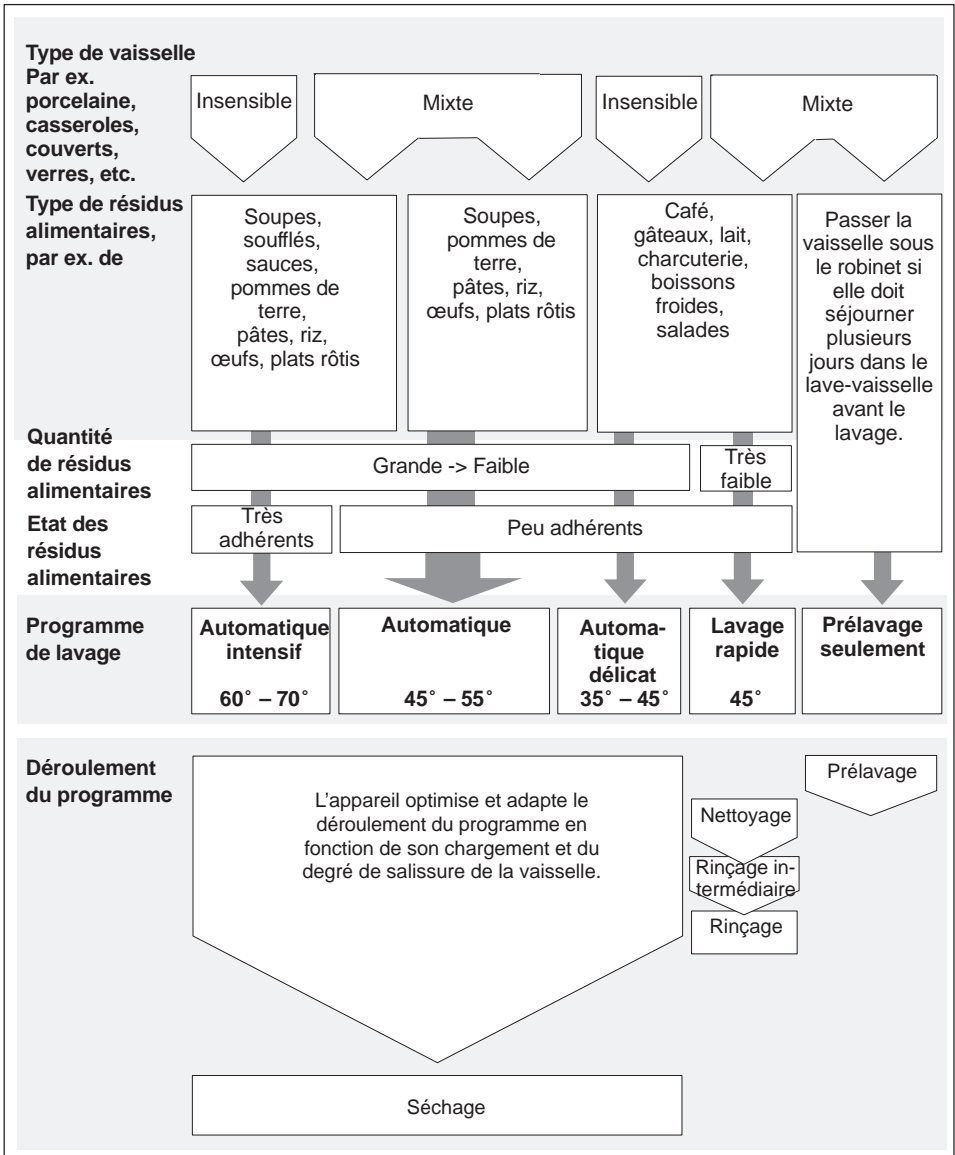 Type de vaisselle
Par ex.
porcelaine,
casseroles,
couverts,
verres, etc.
Insensible
Mixte
Insensible
Mixte
Type de résidus
alimentaires,
par ex. de
Soupes,
soufflés,
sauces,
pommes de
terre,
pâtes, riz,
œufs, plats rôtis
Soupes,
pommes de
terre,
pâtes, riz,
œufs, plats rôtis
Café,
gâteaux, lait,
charcuterie,
boissons
froides,
salades
Passer la
vaisselle sous
le robinet si
elle doit
séjourner
plusieurs
jours dans le
lave-vaisselle
avant le
lavage.
Quantité
de résidus
alimentaires
Grande -> Faible
Très
faible
Etat des
résidus
alimentaires
Très
adhérents
Peu adhérents
Programme
de lavage
Automatique
intensif
60° – 70°
Automatique
45° – 55°
Automa-
tique
délicat
35° – 45°
Lavage
rapide
45°
Prélavage
seulement
Déroulement
du programme
L’appareil optimise et adapte le
déroulement du programme en
fonction de son chargement et du
degré de salissure de la vaisselle.
Nettoyage
Rinçage in-
termédiaire
Rinçage
Prélavage
Séchage